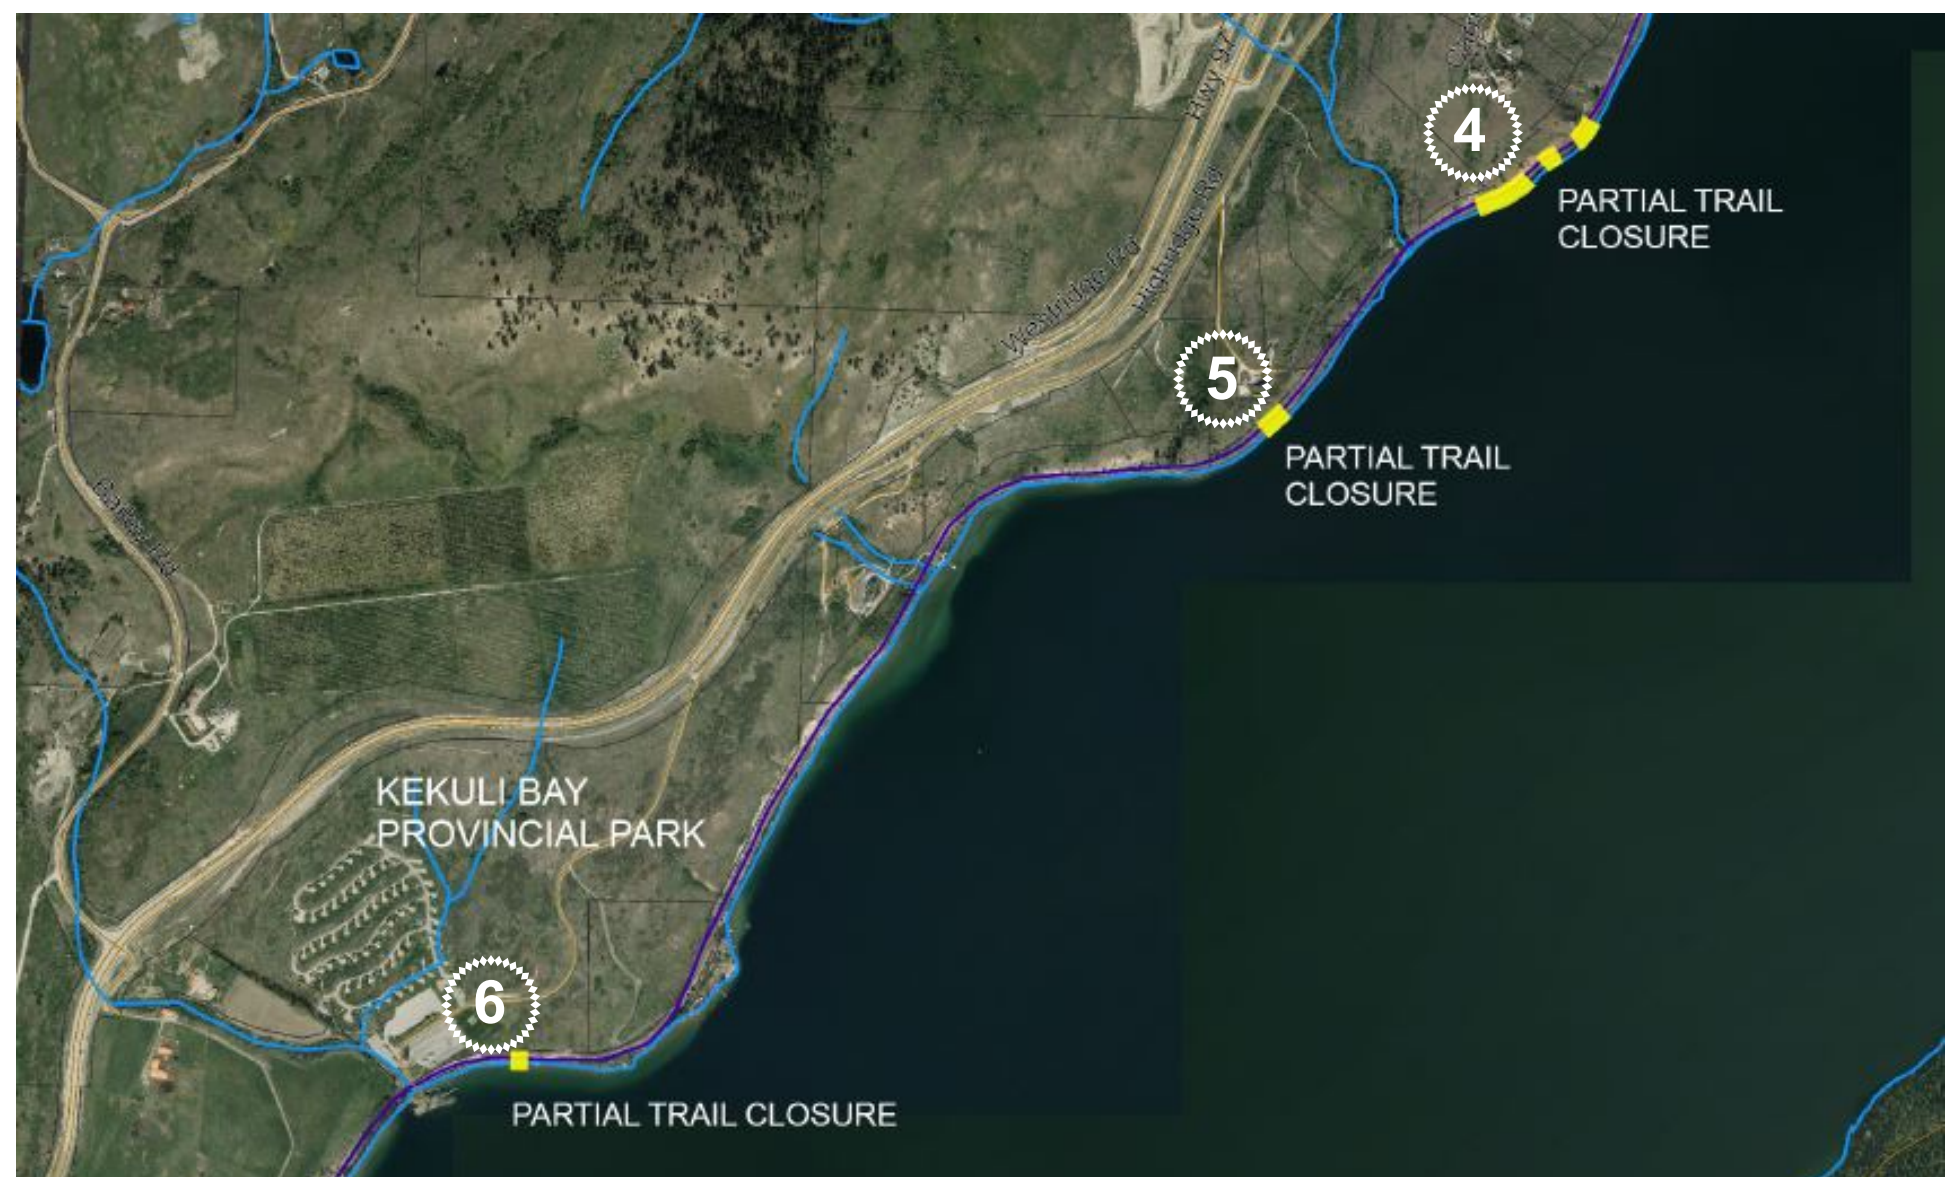 Hwy 97
4
PARTIAL TRAIL
CLOSURE
Westridge Rd
Highridge Rd
5
PARTIAL TRAIL
CLOSURE
KEKULI BAY
PROVINCIAL PARK
6
PARTIAL TRAIL CLOSURE